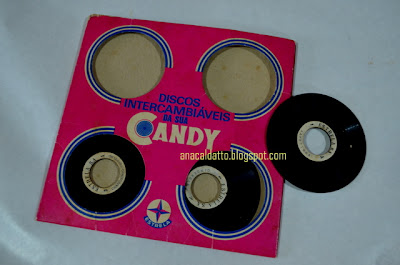 DISCOS
INTERCAMBIÁVEIS
DA SUA
CANDY
anacaldatto.blogspot.com
ESTRELA